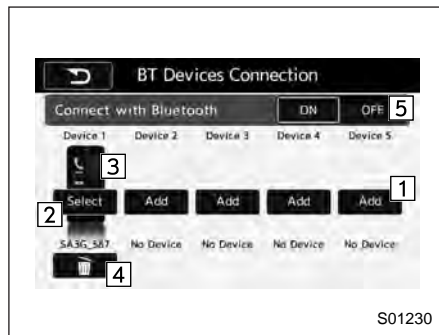 BT Devices Connection
Connect with Bluetooth ON OFF 5
Device 1 Device 2 Device 3 Device 4 Device 5
3
Select Add Add Add Add 1
2
SA3G_587 No Device No Device No Device No Device
4
S01230